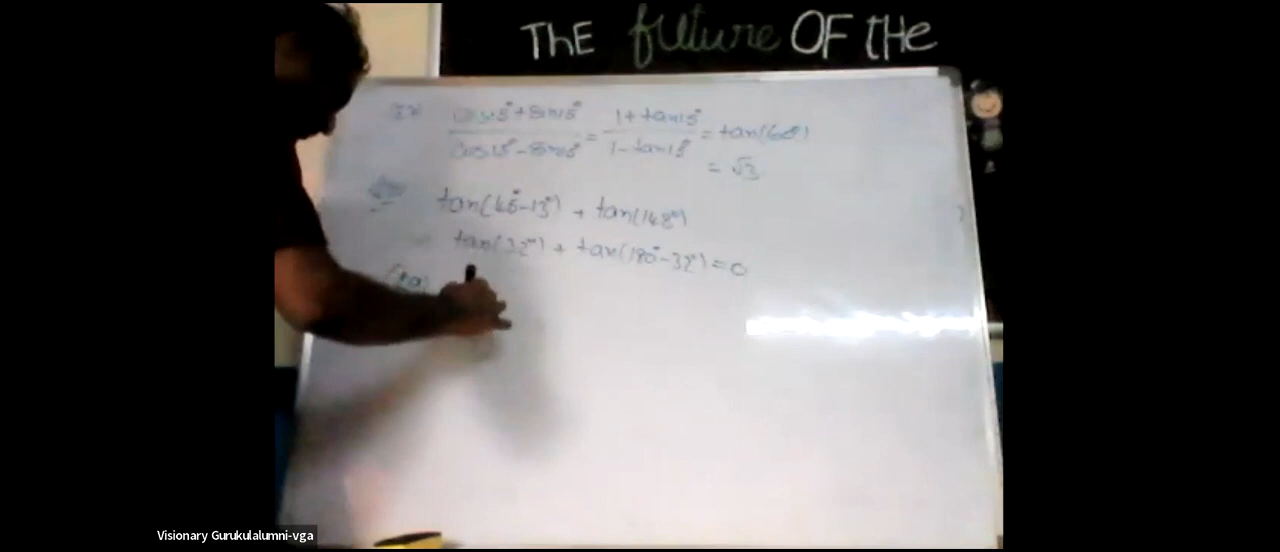 THE future OF tHe
cos15° + Sin15° / cos15° - Sin15° = 1 + tan15° / 1 - tan15° = tan(60°)
= √3
tan(45°-13°) + tan(148°)
tan(32°) + tan(180°-32°) = 0
Visionary Gurukulalumni-vga